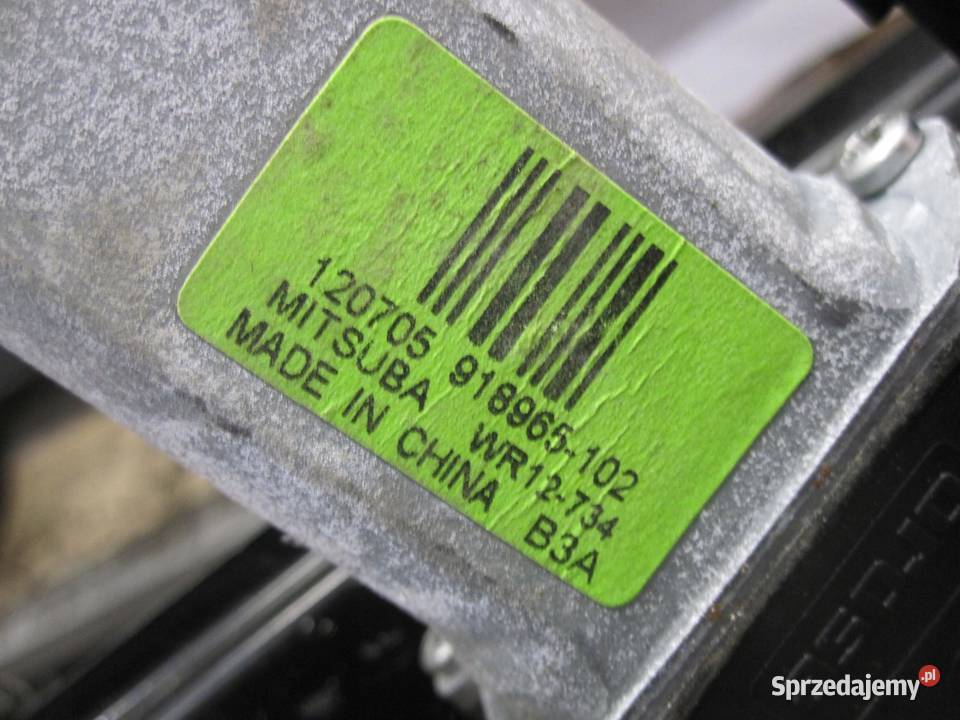 120705 918965-102
MITSUBA WR12-734
MADE IN CHINA B3A
Sprzedajemy.pl